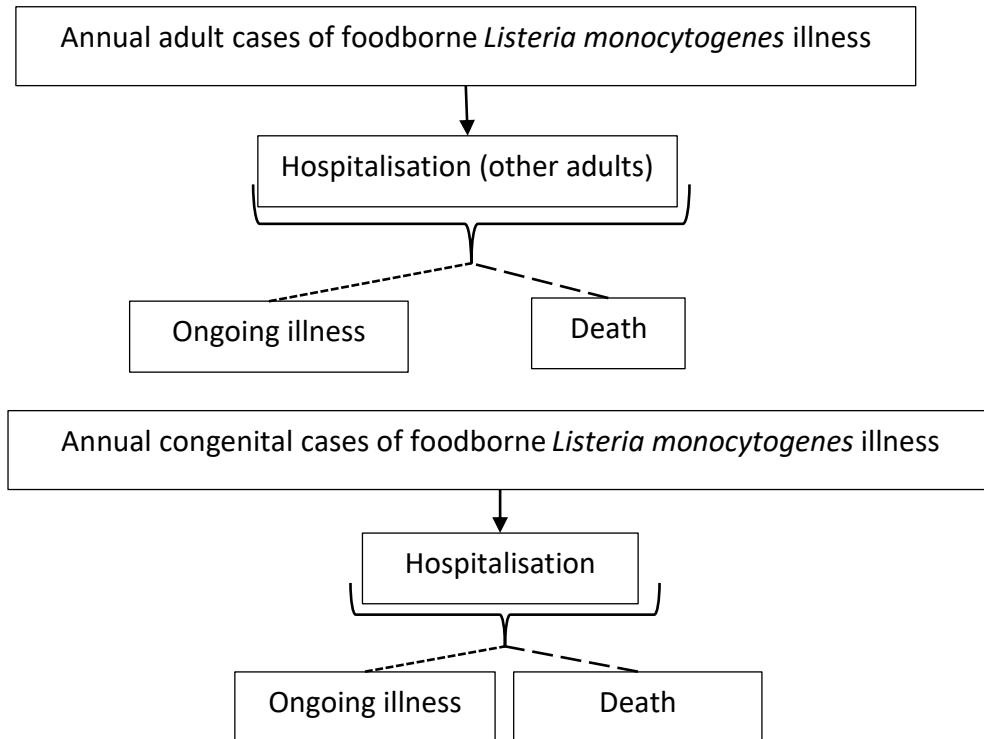 Annual adult cases of foodborne Listeria monocytogenes illness
Hospitalisation (other adults)
Ongoing illness
Death
Annual congenital cases of foodborne Listeria monocytogenes illness
Hospitalisation
Ongoing illness
Death